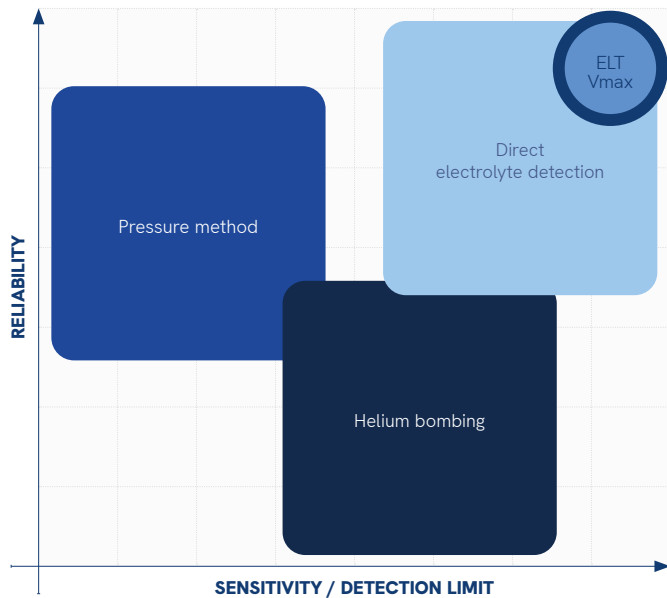 ELT
Vmax
Direct
electrolyte detection
Pressure method
RELIABILITY
Helium bombing
SENSITIVITY / DETECTION LIMIT